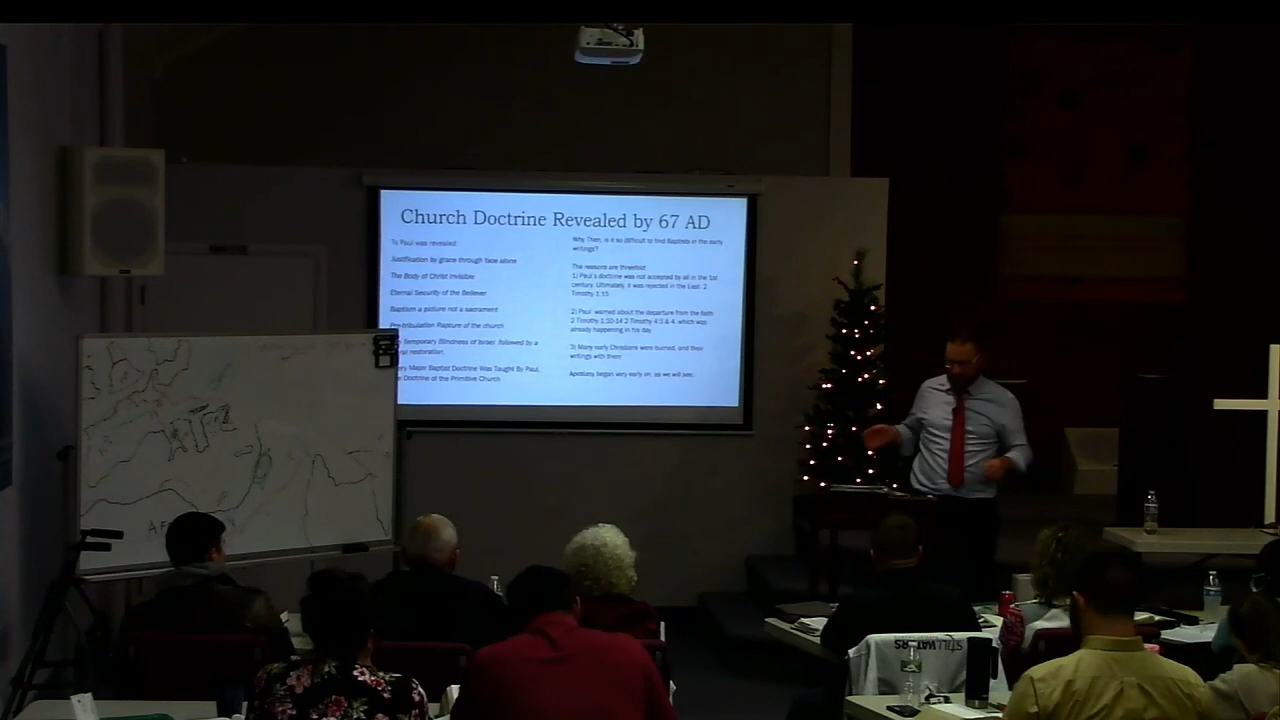 Church Doctrine Revealed by 67 AD
To Paul was revealed:
Justification by grace through face alone
The Body of Christ Invisible
Eternal Security of the Believer
Baptism a picture not a sacrament
Pre-tribulation Rapture of the church
Temporary Blindness of Israel followed by a
restoration.
Major Baptist Doctrine Was Taught By Paul,
Doctrine of the Primitive Church
Why Then, is it so difficult to find Baptists in the early
writings?
The reasons are threefold
1) Paul's doctrine was not accepted by all in the 1st
century. Ultimately, it was rejected in the East. 2
Timothy 1:15
2) Paul warned about the departure from the faith
2 Timothy 1:10-14 2 Timothy 4:3 & 4, which was
already happening in his day
3) Many early Christians were burned, and their
writings with them
Apostasy began very early on, as we will see.
AF
STILLWATERS